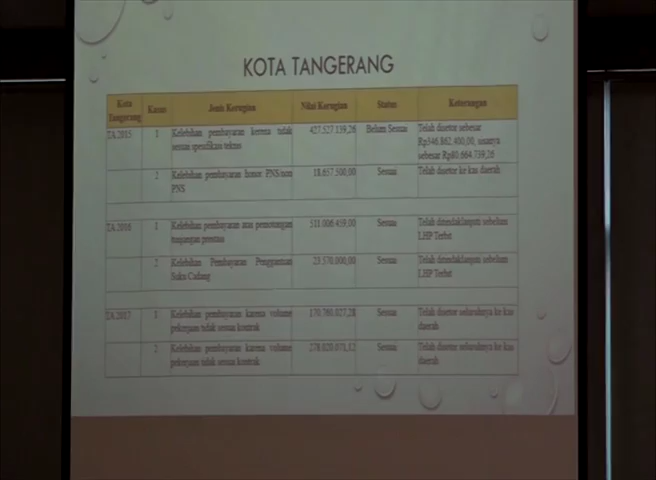 KOTA TANGERANG
Kota Tangerang Kasus Jenis Kerugian Nilai Kerugian Status Keterangan
TA.2015 1 Kelebihan pembayaran karena tidak 427.527.139,26 Belum Sesuai Telah disetor sebesar
sesuai spesifikasi teknis Rp346.862.400,00, sisanya
sebesar Rp80.664.739,26
2 Kelebihan pembayaran honor PNS/non 18.657.500,00 Sesuai Telah disetor ke kas daerah
PNS
TA.2016 1 Kelebihan pembayaran atas pemotongan 511.006.459,00 Sesuai Telah ditindaklanjuti sebelum
tunjangan prestasi LHP Terbit
2 Kelebihan Pembayaran Penggantian 23.570.000,00 Sesuai Telah ditindaklanjuti sebelum
Suku Cadang LHP Terbit
TA.2017 1 Kelebihan pembayaran karena volume 170.763.027,28 Sesuai Telah disetor seluruhnya ke kas
pekerjaan tidak sesuai kontrak daerah
2 Kelebihan pembayaran karena volume Sesuai Telah disetor seluruhnya ke kas
pekerjaan tidak sesuai kontrak daerah